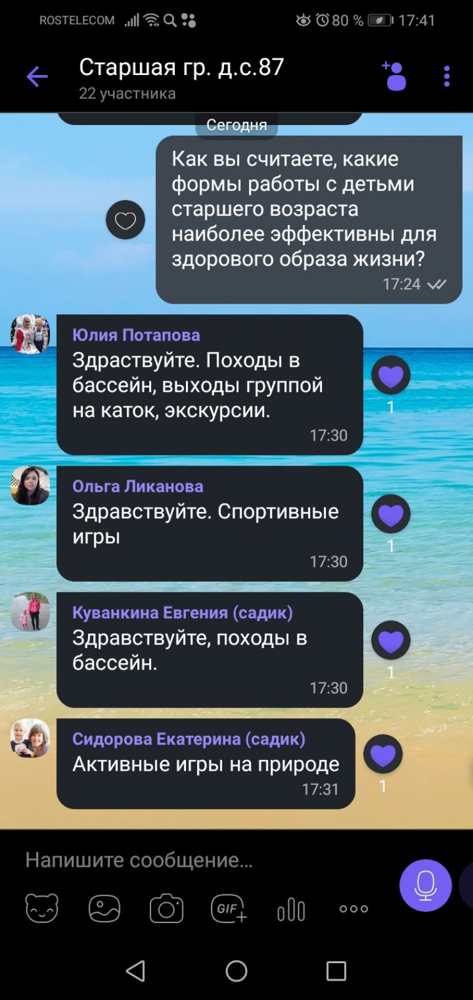 ROSTELECOM 80 % 17:41
Старшая гр. д.с.87
22 участника
Сегодня
Как вы считаете, какие
формы работы с детьми
старшего возраста
наиболее эффективны для
здорового образа жизни?
17:24
Юлия Потапова
Здраствуйте. Походы в
бассейн, выходы группой
на каток, экскурсии.
17:30
1
Ольга Ликанова
Здравствуйте. Спортивные
игры
17:30
1
Куванкина Евгения (садик)
Здравствуйте, походы в
бассейн.
17:30
1
Сидорова Екатерина (садик)
Активные игры на природе
17:31
1
Напишите сообщение...
GIF